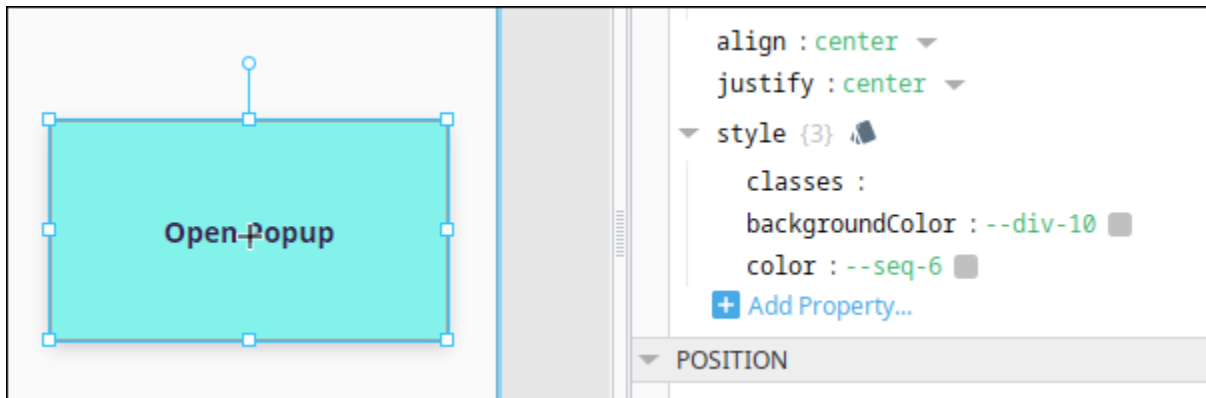 Open Popup
align : center
justify : center
style {3}
classes :
backgroundColor : --div-10
color : --seq-6
+ Add Property...
POSITION